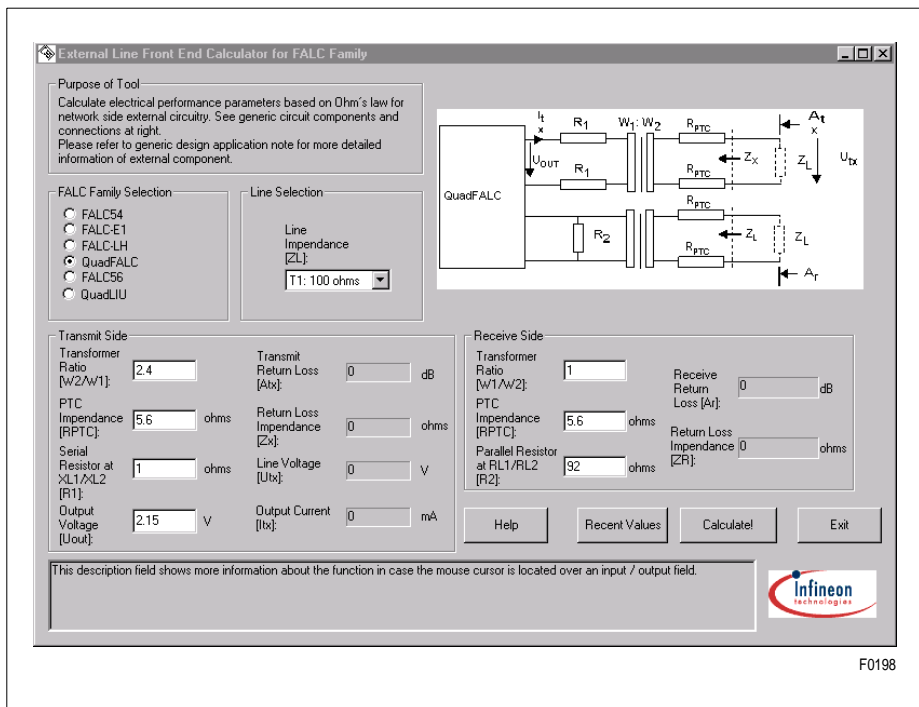 External Line Front End Calculator for FALC Family
Purpose of Tool
Calculate electrical performance parameters based on Ohm´s law for
network side external circuitry. See generic circuit components and
connections at right.
Please refer to generic design application note for more detailed
information of external component.
FALC Family Selection
FALC54
FALC-E1
FALC-LH
QuadFALC
FALC56
QuadLIU
Line Selection
Line
Impedance
[ZL]:
T1: 100 ohms
QuadFALC
It
x
R1
W1: W2
RPTC
At
x
UOUT
ZX
ZL
Utx
R1
RPTC
RPTC
R2
ZL
ZL
RPTC
Ar
Transmit Side
Transformer
Ratio
[W2/W1]:
2.4
PTC
Impedance
[RPTC]:
5.6
ohms
Serial
Resistor at
XL1/XL2
[R1]:
1
ohms
Output
Voltage
[Uout]:
2.15
V
Transmit
Return Loss
[Atx]:
0
dB
Return Loss
Impedance
[Zx]:
0
ohms
Line Voltage
[Utx]:
0
V
Output Current
[Itx]:
0
mA
Receive Side
Transformer
Ratio
[W1/W2]:
1
PTC
Impedance
[RPTC]:
5.6
ohms
Parallel Resistor
at RL1/RL2
[R2]:
92
ohms
Receive
Return
Loss [Ar]:
0
dB
Return Loss
Impedance
[ZR]:
0
ohms
Help
Recent Values
Calculate!
Exit
This description field shows more information about the function in case the mouse cursor is located over an input / output field.
Infineon
technologies
F0198